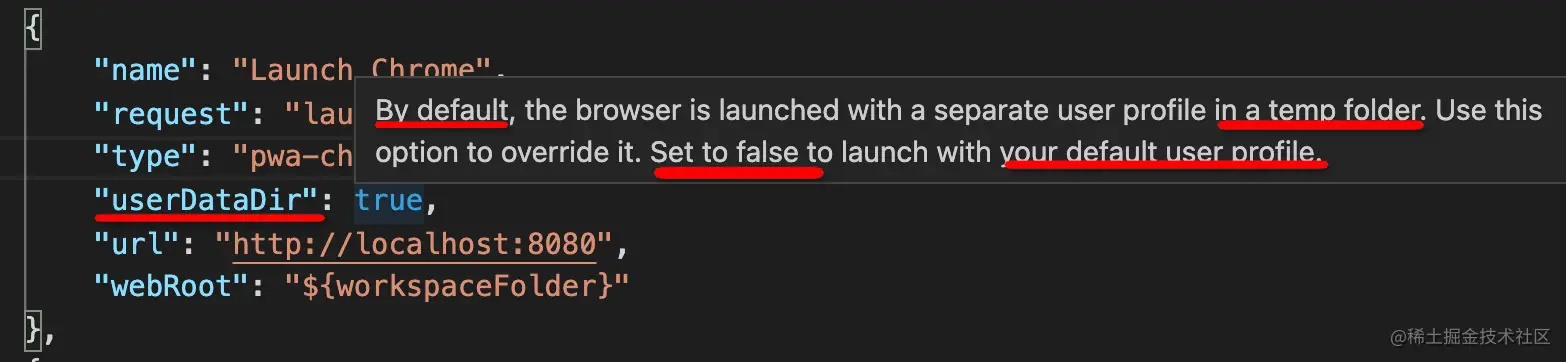 {
"name": "Launch Chrome",
By default, the browser is launched with a separate user profile in a temp folder. Use this
"request": "lau
option to override it. Set to false to launch with your default user profile.
"type": "pwa-ch
"userDataDir": true,
"url": "http://localhost:8080",
"webRoot": "${workspaceFolder}"
},
@稀土掘金技术社区